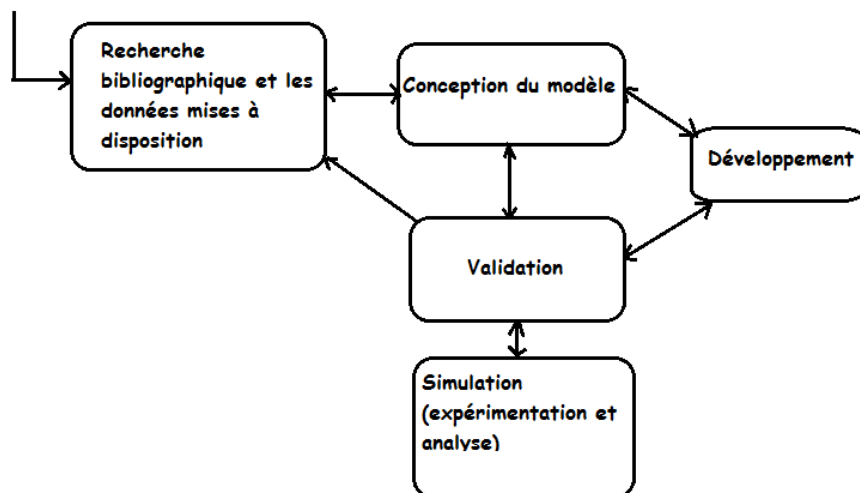 Recherche
bibliographique et les
données mises à
disposition
Conception du modèle
Développement
Validation
Simulation
(expérimentation et
analyse)